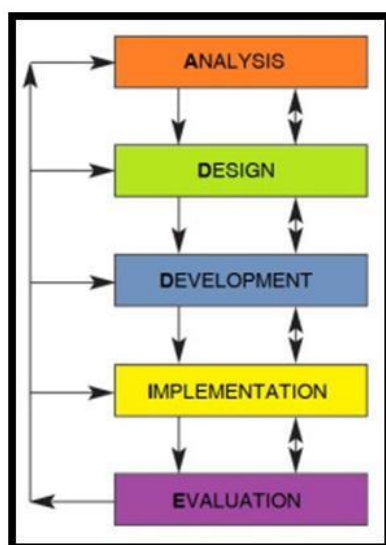 ANALYSIS
DESIGN
DEVELOPMENT
IMPLEMENTATION
EVALUATION